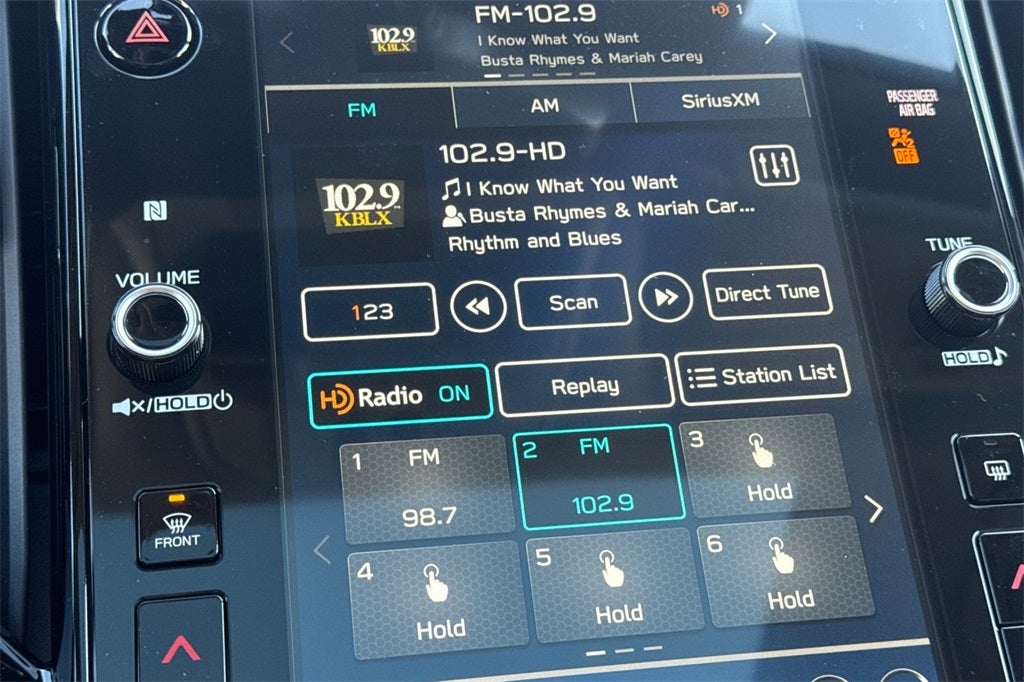 FM-102.9
HD 1
102.9
KBLX
I Know What You Want
Busta Rhymes & Mariah Carey
FM
AM
SiriusXM
PASSENGER
AIR BAG
OFF
102.9-HD
102.9
KBLX
I Know What You Want
Busta Rhymes & Mariah Car...
Rhythm and Blues
N
VOLUME
TUNE
123
Scan
Direct Tune
HOLD
HD Radio ON
Replay
Station List
/HOLD
1 FM
98.7
2 FM
102.9
3
Hold
FRONT
4
Hold
5
Hold
6
Hold